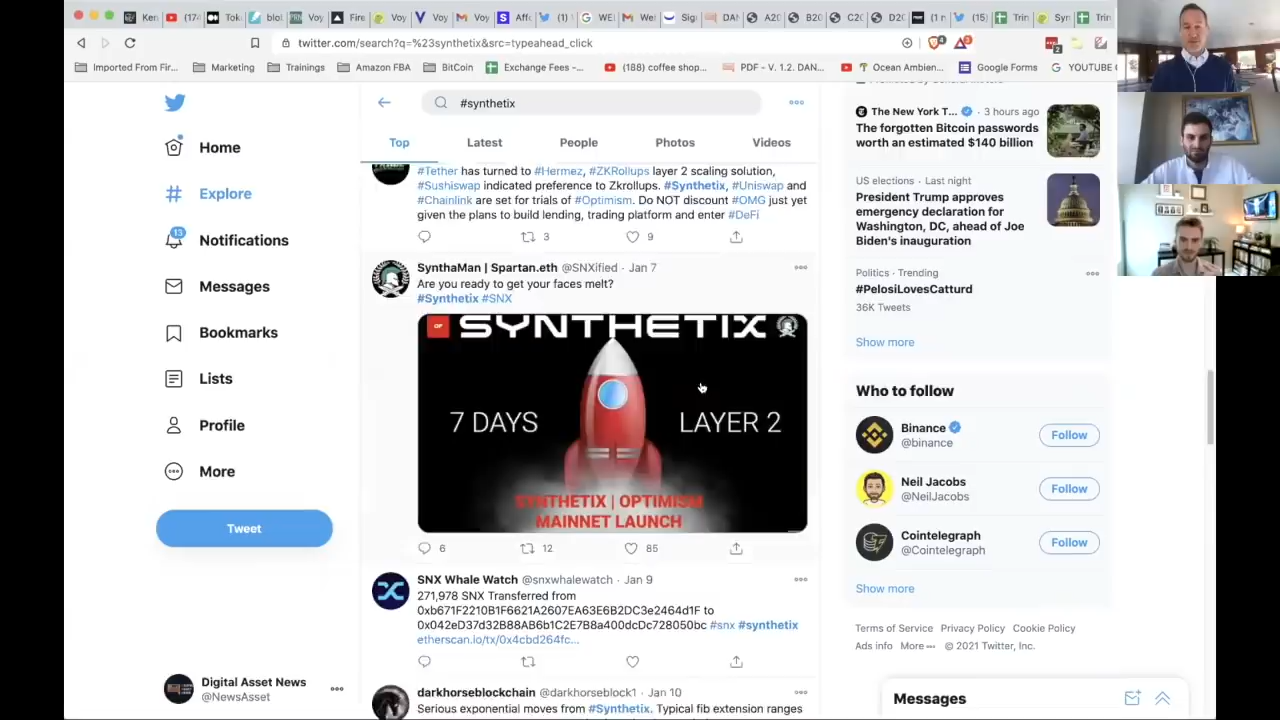 twitter.com/search?q=%23synthetix&src=typeahead_click
4
3
2
Imported From Fir...
Marketing
Trainings
Amazon FBA
BitCoin
Exchange Fees –...
(188) coffee shop...
PDF - V. 1.2. DAN...
Ocean Ambien...
Google Forms
YOUTUBE
Home
Explore
13
Notifications
Messages
Bookmarks
Lists
Profile
More
Tweet
Digital Asset News
@NewsAsset
#synthetix
Top
Latest
People
Photos
Videos
#Tether has turned to #Hermez, #ZKRollups layer 2 scaling solution,
#Sushiswap indicated preference to Zkrollups. #Synthetix, #Uniswap and
#Chainlink are set for trials of #Optimism. Do NOT discount #OMG just yet
given the plans to build lending, trading platform and enter #DeFi
3
9
SynthaMan | Spartan.eth @SNXified · Jan 7
Are you ready to get your faces melt?
#Synthetix #SNX
OP
SYNTHETIX
7 DAYS
LAYER 2
SYNTHETIX | OPTIMISM
MAINNET LAUNCH
6
12
85
SNX Whale Watch @snxwhalewatch · Jan 9
271,978 SNX Transferred from
0xb671F2210B1F6621A2607EA63E6B2DC3e2464d1F to
0x042eD37d32B88AB6b1C2E7B8a400dcDc728050bc #snx #synthetix
etherscan.io/tx/0x4cbd264fc...
darkhorseblockchain @darkhorseblock1 · Jan 10
Serious exponential moves from #Synthetix. Typical fib extension ranges
The New York T... · 3 hours ago
The forgotten Bitcoin passwords
worth an estimated $140 billion
US elections · Last night
President Trump approves
emergency declaration for
Washington, DC, ahead of Joe
Biden's inauguration
Politics · Trending
#PelosiLovesCatturd
36K Tweets
Show more
Who to follow
Binance
@binance
Follow
Neil Jacobs
@NeilJacobs
Follow
Cointelegraph
@Cointelegraph
Follow
Show more
Terms of Service Privacy Policy Cookie Policy
Ads info More ••• © 2021 Twitter, Inc.
Messages